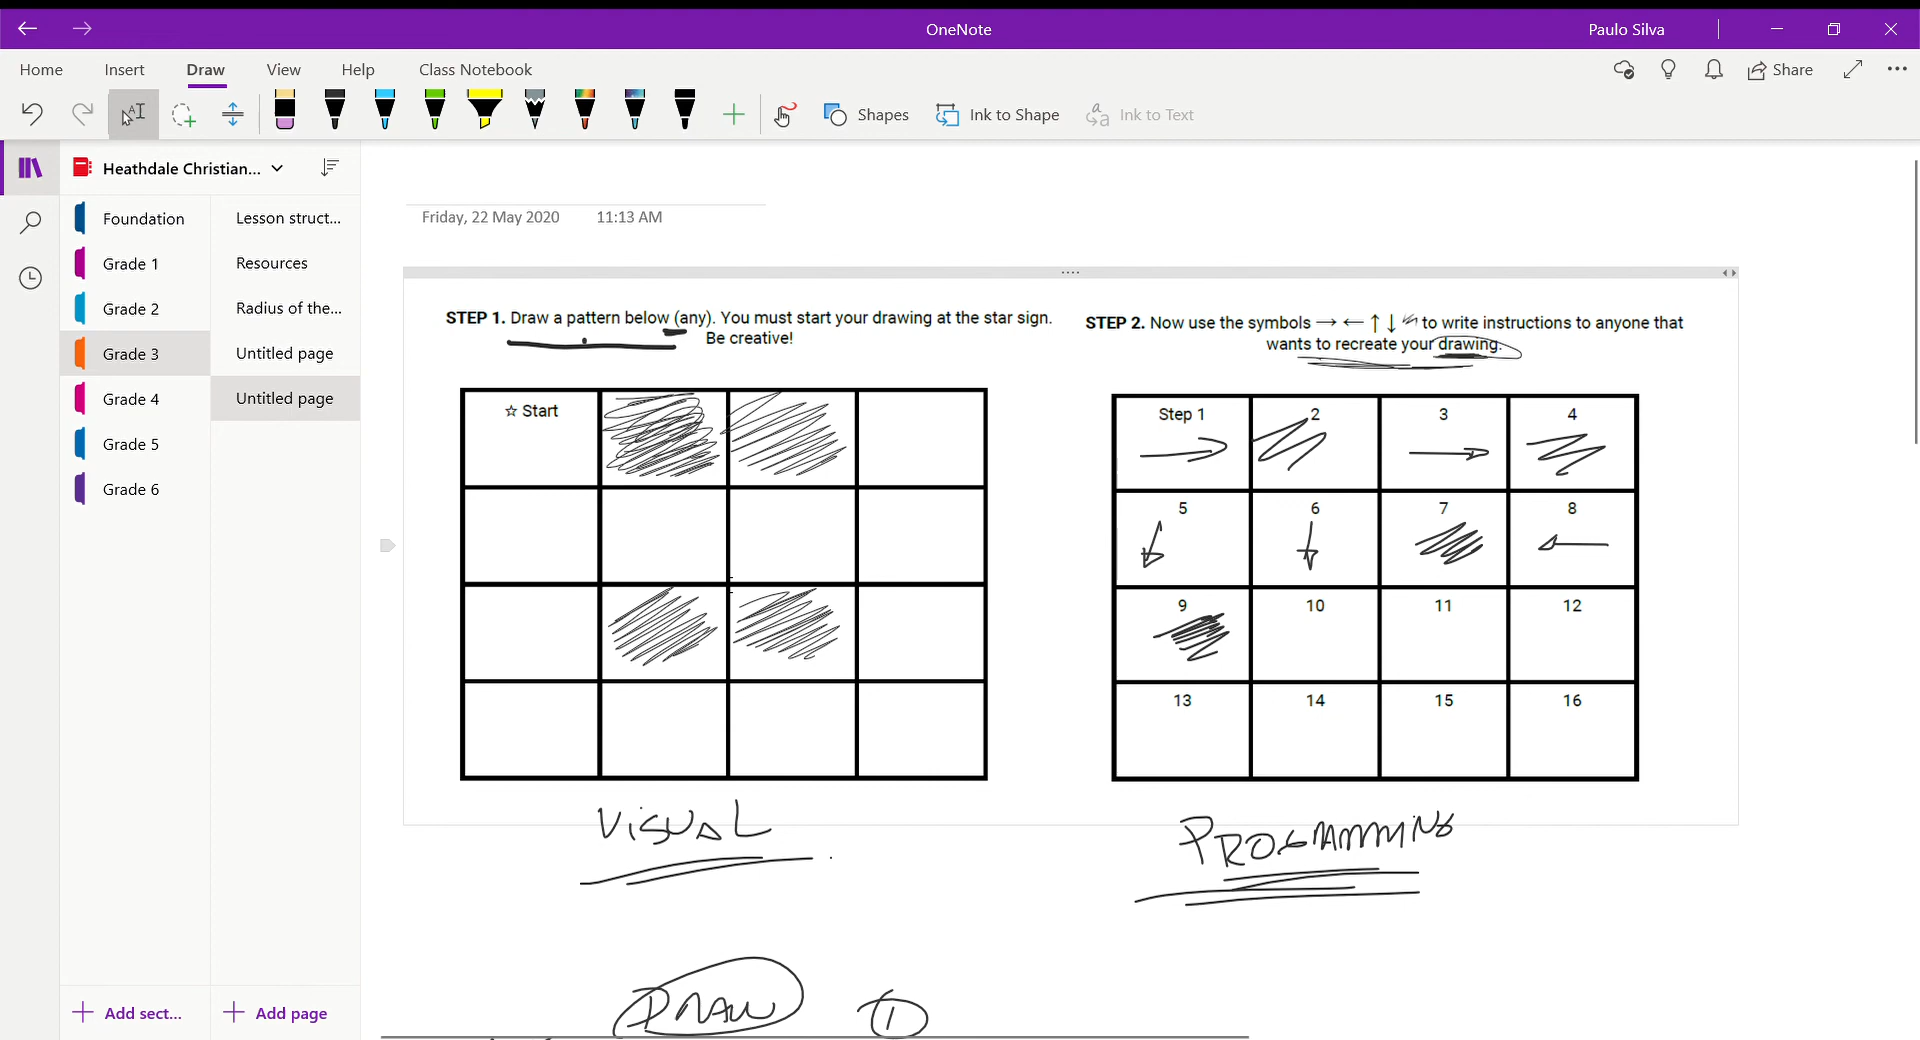 OneNote
Paulo Silva
Home Insert Draw View Help Class Notebook
Share
Shapes Ink to Shape Ink to Text
Heathdale Christian...
Foundation
Grade 1
Grade 2
Grade 3
Grade 4
Grade 5
Grade 6
Lesson struct...
Resources
Radius of the...
Untitled page
Untitled page
Add sect...
Add page
Friday, 22 May 2020 11:13 AM
STEP 1. Draw a pattern below (any). You must start your drawing at the star sign.
Be creative!
☆ Start
VISUAL
STEP 2. Now use the symbols → ← ↑ ↓ to write instructions to anyone that
wants to recreate your drawing.
Step 1 2 3 4
5 6 7 8
9 10 11 12
13 14 15 16
PROGRAMMING
DRAW 1